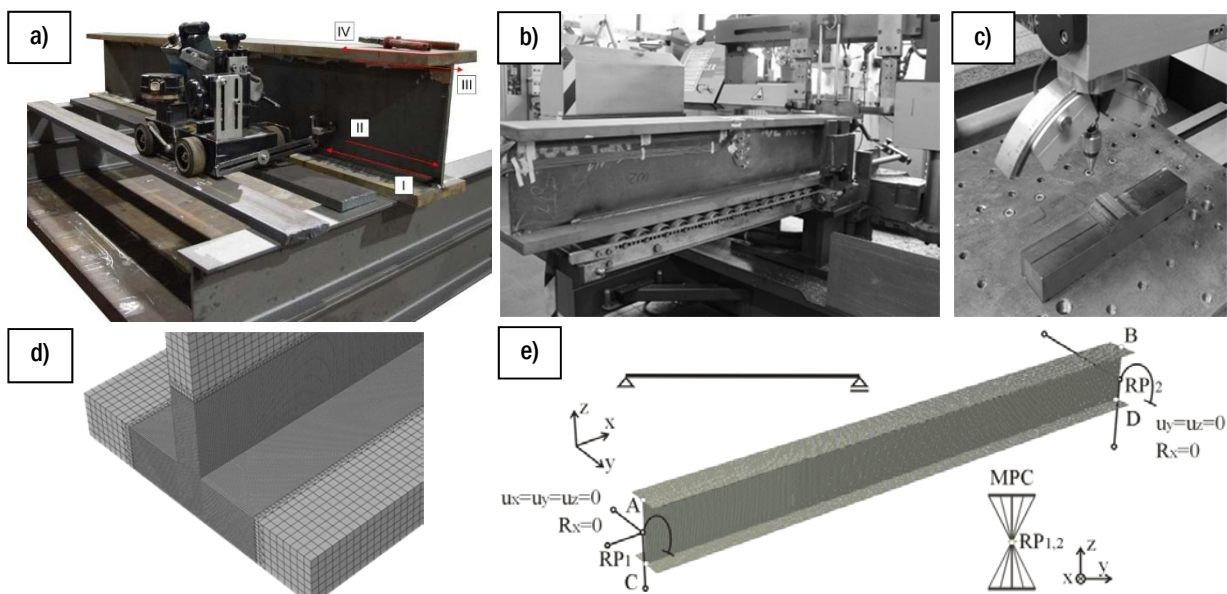 a)
IV
III
II
I
b)
c)
d)
e)
B
RP2
D
uy=uz=0
Rx=0
z
x
y
ux=uy=uz=0
A
Rx=0
RP1
C
MPC
RP1,2
z
x
y